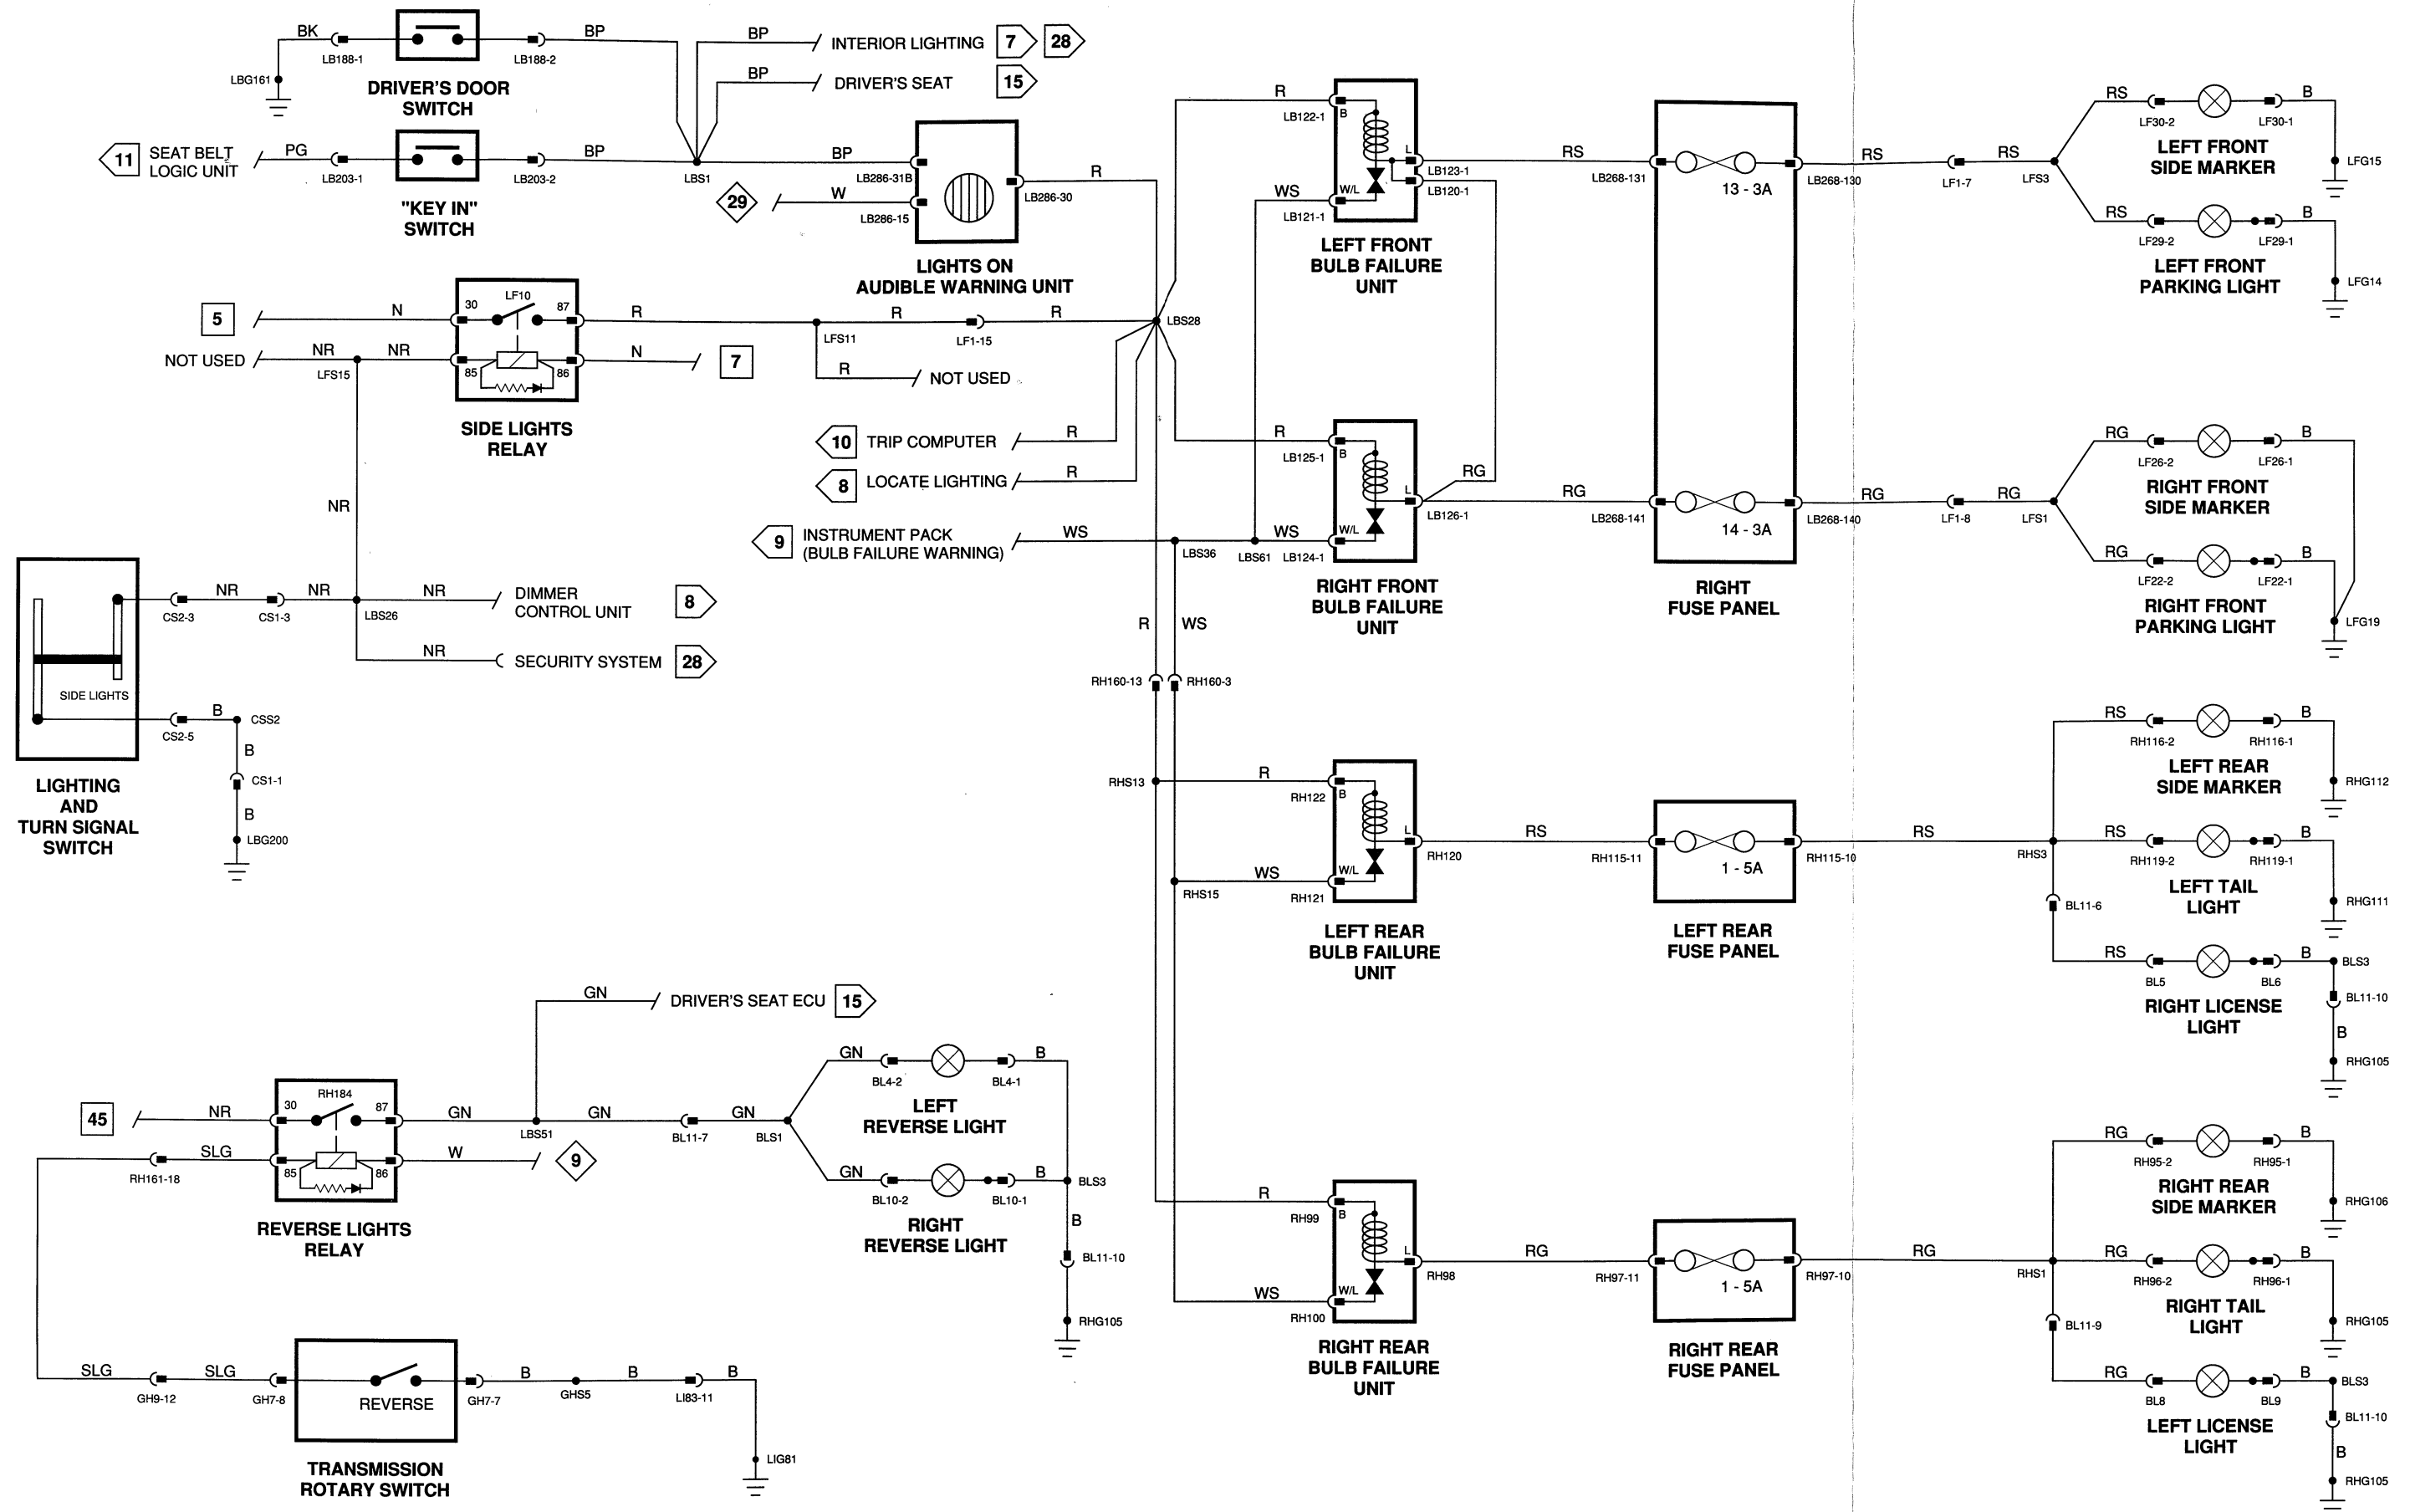 BK
LB188-1
LB188-2
BP
LBG161
DRIVER'S DOOR
SWITCH
BP
INTERIOR LIGHTING
7
28
BP
DRIVER'S SEAT
15
11
SEAT BELT
LOGIC UNIT
PG
LB203-1
LB203-2
BP
LBS1
"KEY IN"
SWITCH
BP
LB286-31B
29
W
LB286-15
R
LB286-30
LIGHTS ON
AUDIBLE WARNING UNIT
5
N
30
LF10
87
R
LFS11
R
LF1-15
R
LBS28
NOT USED
NR
NR
LFS15
85
86
N
7
R
NOT USED
SIDE LIGHTS
RELAY
10
TRIP COMPUTER
R
8
LOCATE LIGHTING
R
9
INSTRUMENT PACK
(BULB FAILURE WARNING)
WS
LBS36
LBS61
WS
LB124-1
NR
SIDE LIGHTS
CS2-3
NR
CS1-3
NR
LBS26
NR
DIMMER
CONTROL UNIT
8
NR
SECURITY SYSTEM
28
CS2-5
B
CSS2
B
CS1-1
B
LBG200
LIGHTING
AND
TURN SIGNAL
SWITCH
R
LB122-1
B
L
LB123-1
LB120-1
WS
LB121-1
W/L
LEFT FRONT
BULB FAILURE
UNIT
R
LB125-1
B
L
RG
LB126-1
W/L
RIGHT FRONT
BULB FAILURE
UNIT
RS
LB268-131
13 - 3A
LB268-130
RS
LF1-7
RS
LFS3
RG
LB268-141
14 - 3A
LB268-140
RG
LF1-8
RG
LFS1
RIGHT
FUSE PANEL
RS
LF30-2
LF30-1
B
LEFT FRONT
SIDE MARKER
LFG15
RS
LF29-2
LF29-1
B
LEFT FRONT
PARKING LIGHT
LFG14
RG
LF26-2
LF26-1
B
RIGHT FRONT
SIDE MARKER
RG
LF22-2
LF22-1
B
RIGHT FRONT
PARKING LIGHT
LFG19
R
WS
RH160-13
RH160-3
RHS13
R
RH122
B
L
RH120
RHS15
WS
RH121
W/L
LEFT REAR
BULB FAILURE
UNIT
RS
RH115-11
1 - 5A
RH115-10
LEFT REAR
FUSE PANEL
RS
RHS3
RS
RH116-2
RH116-1
B
LEFT REAR
SIDE MARKER
RHG112
RS
RH119-2
RH119-1
B
LEFT TAIL
LIGHT
RHG111
BL11-6
RS
BL5
BL6
B
BLS3
RIGHT LICENSE
LIGHT
BL11-10
B
RHG105
GN
DRIVER'S SEAT ECU
15
45
NR
30
RH184
87
GN
LBS51
GN
BL11-7
GN
BLS1
RH161-18
SLG
85
86
W
9
REVERSE LIGHTS
RELAY
GN
BL4-2
BL4-1
B
LEFT
REVERSE LIGHT
GN
BL10-2
BL10-1
B
BLS3
RIGHT
REVERSE LIGHT
B
BL11-10
RHG105
SLG
GH9-12
SLG
GH7-8
REVERSE
GH7-7
B
GHS5
B
LI83-11
B
LIG81
TRANSMISSION
ROTARY SWITCH
R
RH99
B
L
RH98
WS
RH100
W/L
RIGHT REAR
BULB FAILURE
UNIT
RG
RH97-11
1 - 5A
RH97-10
RIGHT REAR
FUSE PANEL
RG
RHS1
RG
RH95-2
RH95-1
B
RIGHT REAR
SIDE MARKER
RHG106
RG
RH96-2
RH96-1
B
RIGHT TAIL
LIGHT
RHG105
BL11-9
RG
BL8
BL9
B
BLS3
LEFT LICENSE
LIGHT
BL11-10
B
RHG105